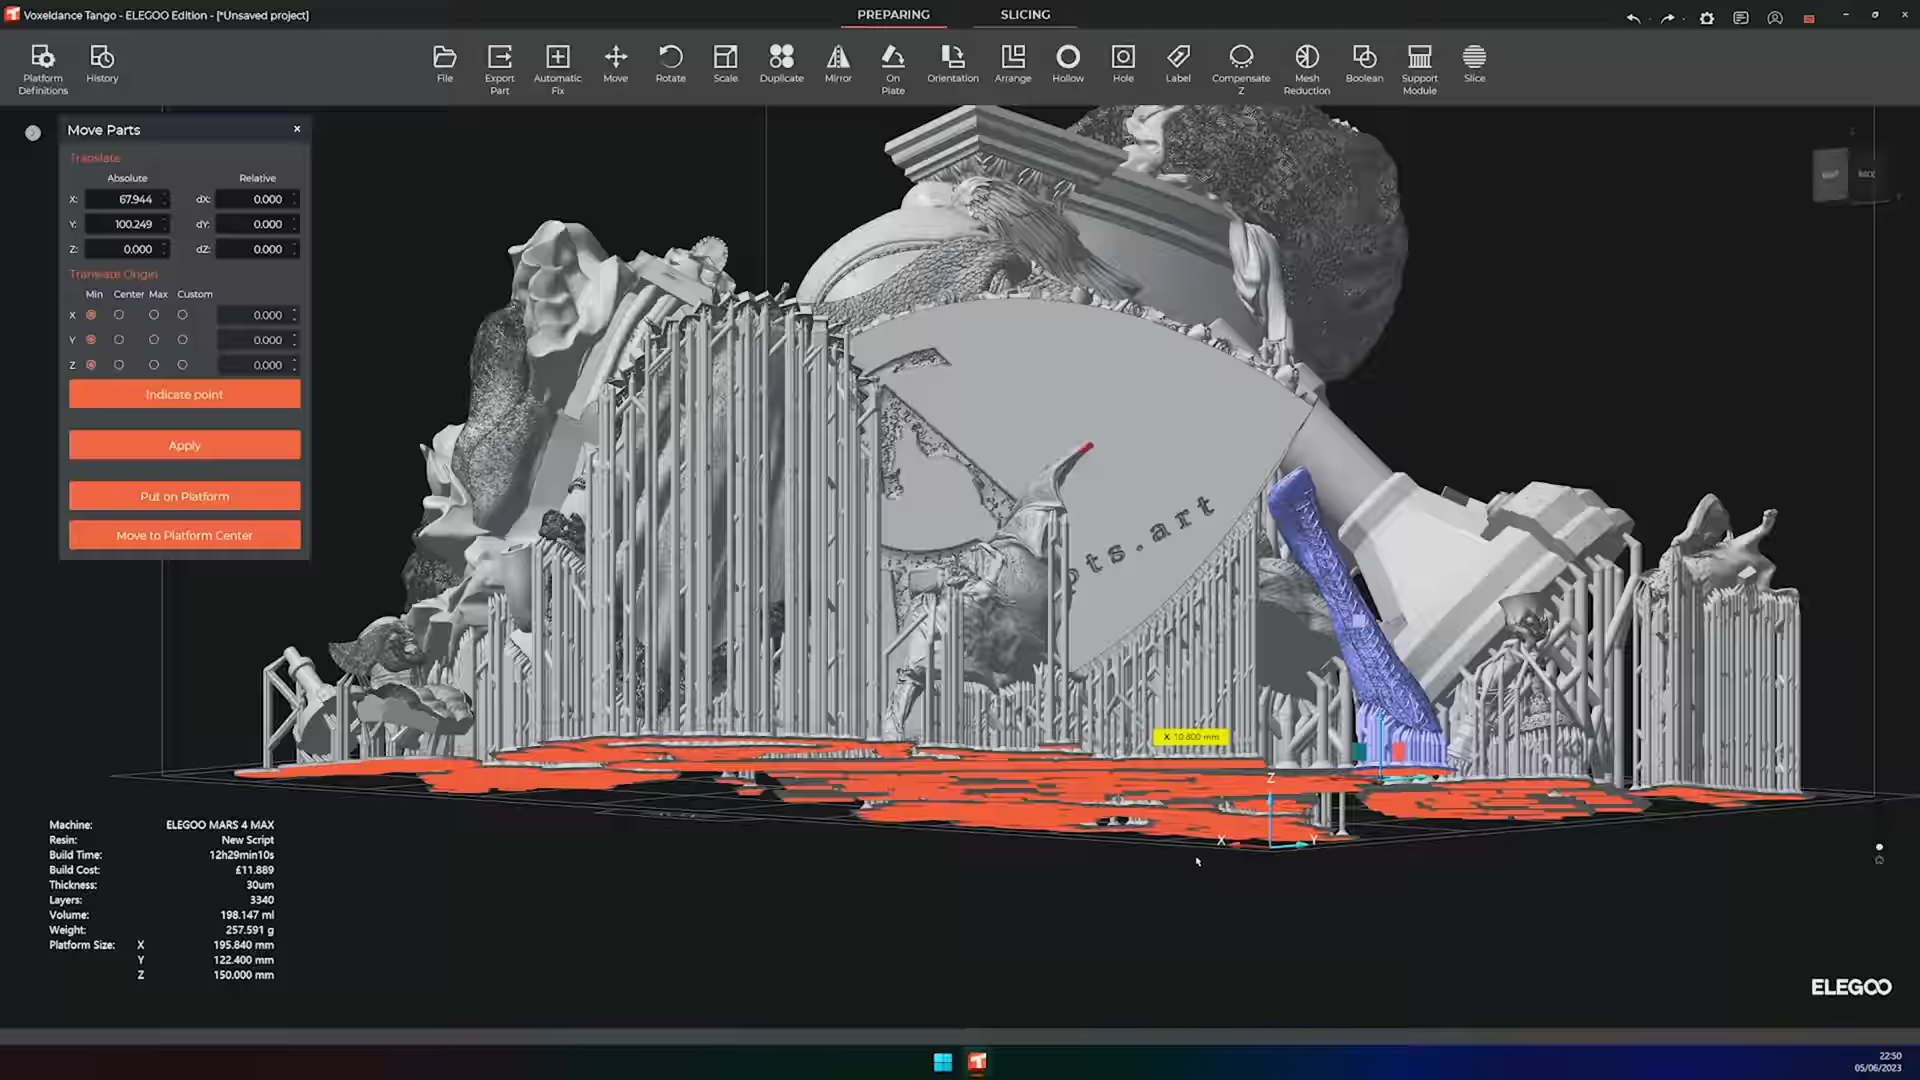 Voxeldance Tango - ELEGOO Edition - [*Unsaved project]
PREPARING
SLICING
Platform Definitions
History
File
Export Part
Automatic Fix
Move
Rotate
Scale
Duplicate
Mirror
On Plate
Orientation
Arrange
Hollow
Hole
Label
Compensate Z
Mesh Reduction
Boolean
Support Module
Slice
Move Parts
Translate
Absolute Relative
X: 67.944 dX: 0.000
Y: 100.249 dY: 0.000
Z: 0.000 dZ: 0.000
Translate Origin
Min Center Max Custom
X 0.000
Y 0.000
Z 0.000
Indicate point
Apply
Put on Platform
Move to Platform Center
ots.art
X 10.800 mm
Z
X
Y
Machine: ELEGOO MARS 4 MAX
Resin: New Script
Build Time: 12h29min10s
Build Cost: £11.889
Thickness: 30um
Layers: 3340
Volume: 198.147 ml
Weight: 257.591 g
Platform Size: X 195.840 mm
Y 122.400 mm
Z 150.000 mm
ELEGOO
22:50
05/06/2023